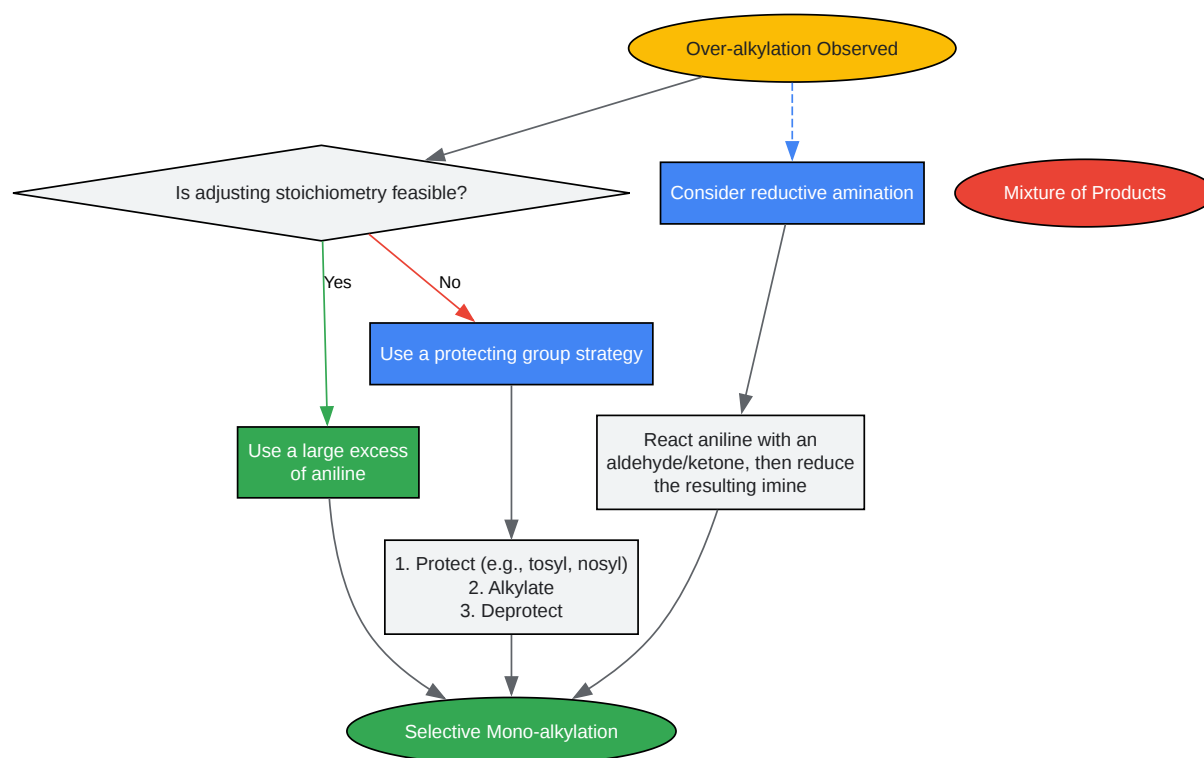 Over-alkylation Observed
Is adjusting stoichiometry feasible?
Consider reductive amination
Mixture of Products
Yes
No
Use a protecting group strategy
Use a large excess
of aniline
React aniline with an
aldehyde/ketone, then reduce
the resulting imine
1. Protect (e.g., tosyl, nosyl)
2. Alkylate
3. Deprotect
Selective Mono-alkylation